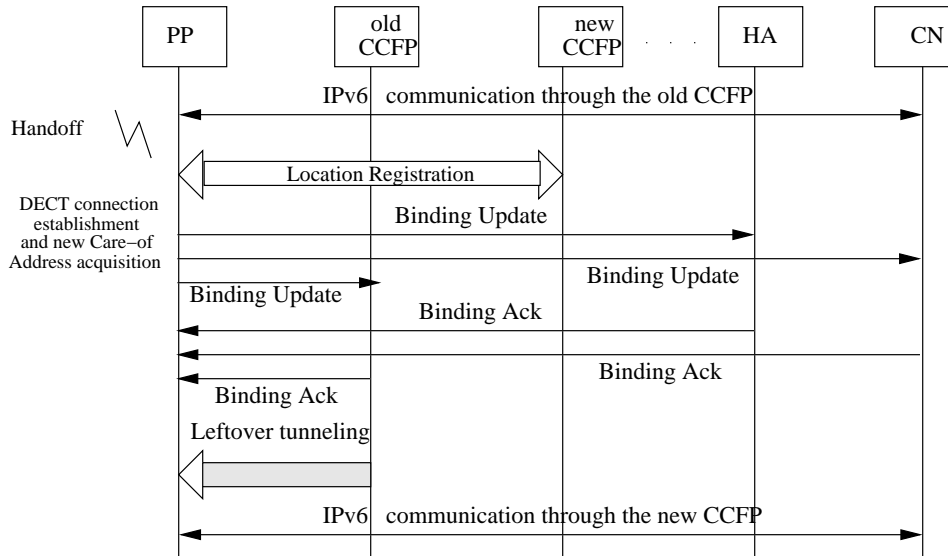 PP
old
CCFP
new
CCFP
. . .
HA
CN
IPv6 communication through the old CCFP
Handoff
Location Registration
DECT connection
establishment
and new Care−of
Address acquisition
Binding Update
Binding Update
Binding Update
Binding Ack
Binding Ack
Binding Ack
Leftover tunneling
IPv6 communication through the new CCFP